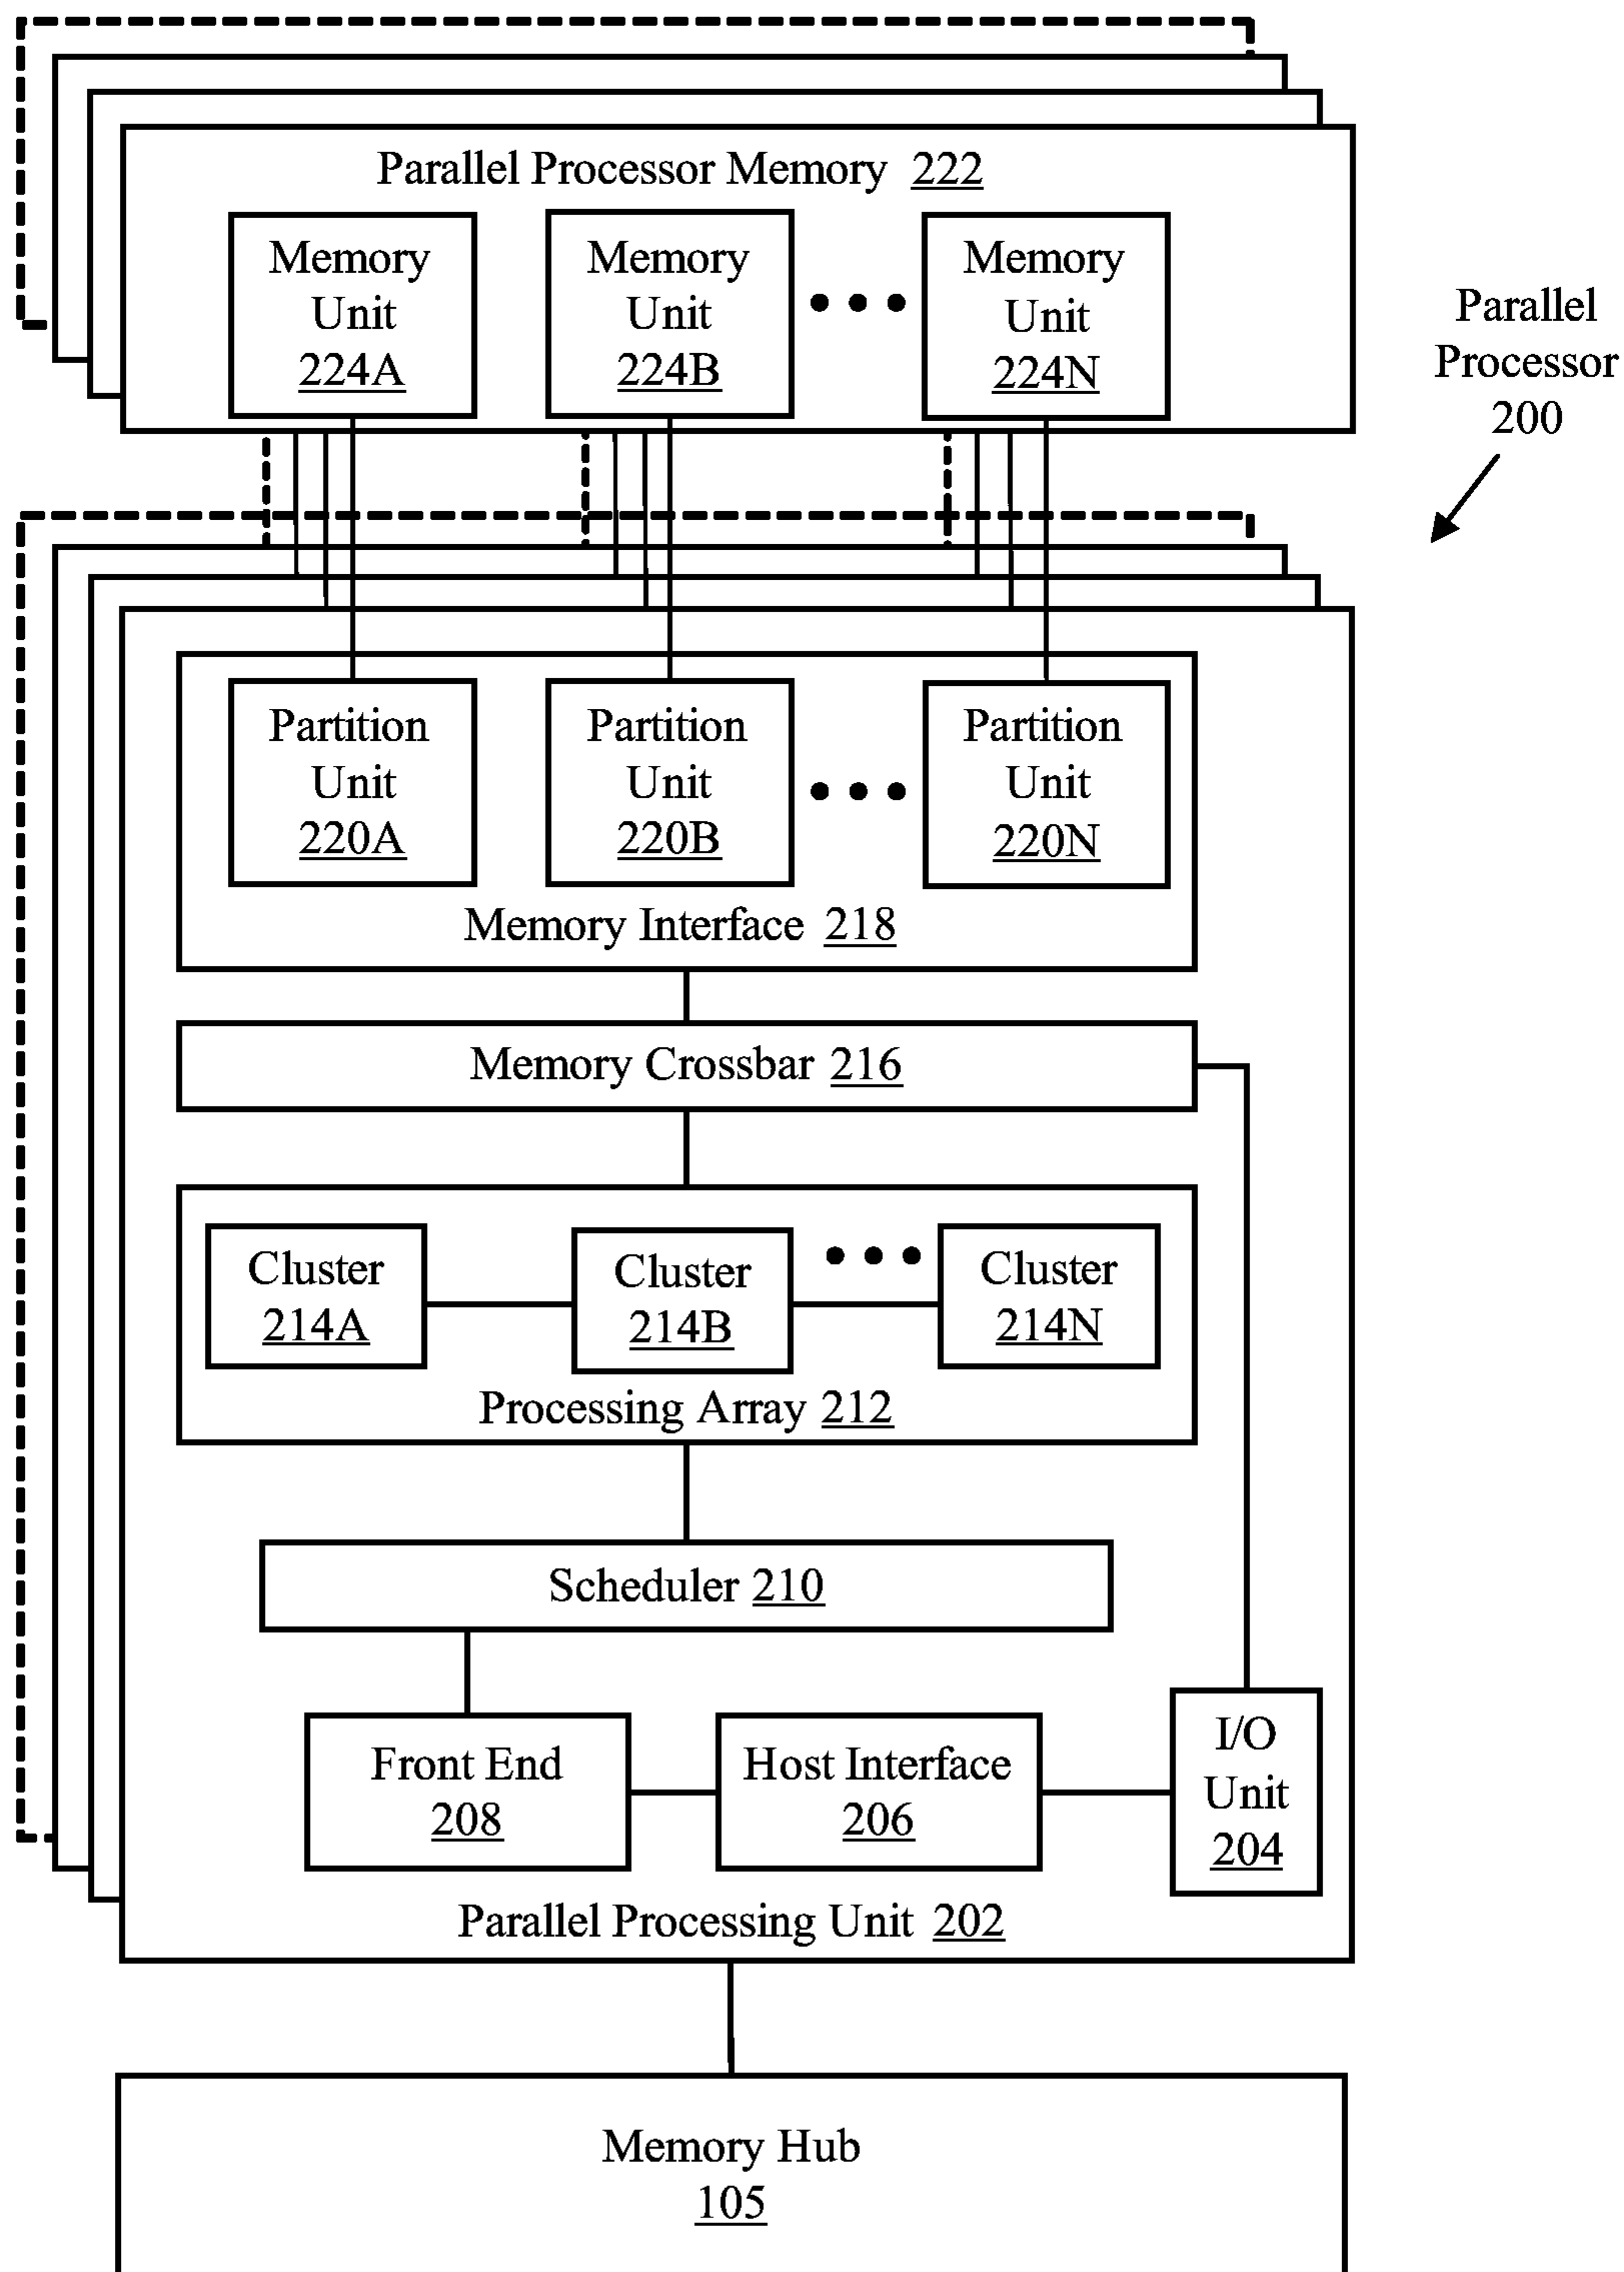 Parallel Processor Memory 222
Memory
Unit
224A
Memory
Unit
224B
Memory
Unit
224N
Parallel
Processor
200
Partition
Unit
220A
Partition
Unit
220B
Partition
Unit
220N
Memory Interface 218
Memory Crossbar 216
Cluster
214A
Cluster
214B
Cluster
214N
Processing Array 212
Scheduler 210
Front End
208
Host Interface
206
I/O
Unit
204
Parallel Processing Unit 202
Memory Hub
105